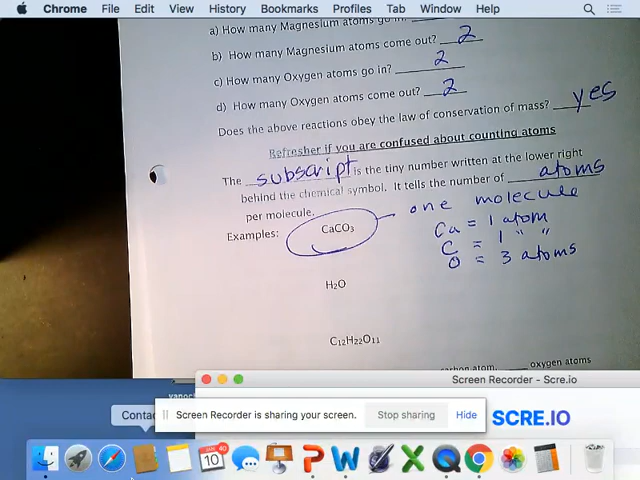 Chrome File Edit View History Bookmarks Profiles Tab Window Help
a) How many Magnesium atoms go in?
b) How many Magnesium atoms come out? 2
c) How many Oxygen atoms go in? 2
d) How many Oxygen atoms come out? 2
Does the above reactions obey the law of conservation of mass? yes
Refresher if you are confused about counting atoms
The subscript is the tiny number written at the lower right
behind the chemical symbol. It tells the number of atoms
per molecule.
one molecule
Examples: CaCO₃
Ca = 1 atom
C = 1 " "
O = 3 atoms
H₂O
C₁₂H₂₂O₁₁
carbon atom, oxygen atoms
Screen Recorder - Scre.io
Contac
Screen Recorder is sharing your screen. Stop sharing Hide
SCRE.IO
10